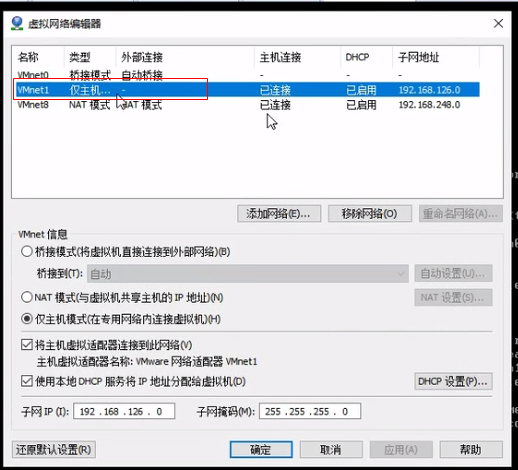 虚拟网络编辑器
名称 类型 外部连接 主机连接 DHCP 子网地址
VMnet0 桥接模式 自动桥接 - - -
VMnet1 仅主机... - 已连接 已启用 192.168.126.0
VMnet8 NAT 模式 NAT 模式 已连接 已启用 192.168.248.0
添加网络(E)... 移除网络(O) 重命名网络(A)...
VMnet 信息
桥接模式(将虚拟机直接连接到外部网络)(B)
桥接到(T): 自动 自动设置(U)...
NAT 模式(与虚拟机共享主机的 IP 地址)(N) NAT 设置(S)...
仅主机模式(在专用网络内连接虚拟机)(H)
将主机虚拟适配器连接到此网络(V)
主机虚拟适配器名称: VMware 网络适配器 VMnet1
使用本地 DHCP 服务将 IP 地址分配给虚拟机(D) DHCP 设置(P)...
子网 IP (I): 192 . 168 . 126 . 0 子网掩码(M): 255 . 255 . 255 . 0
还原默认设置(R) 确定 取消 应用(A) 帮助